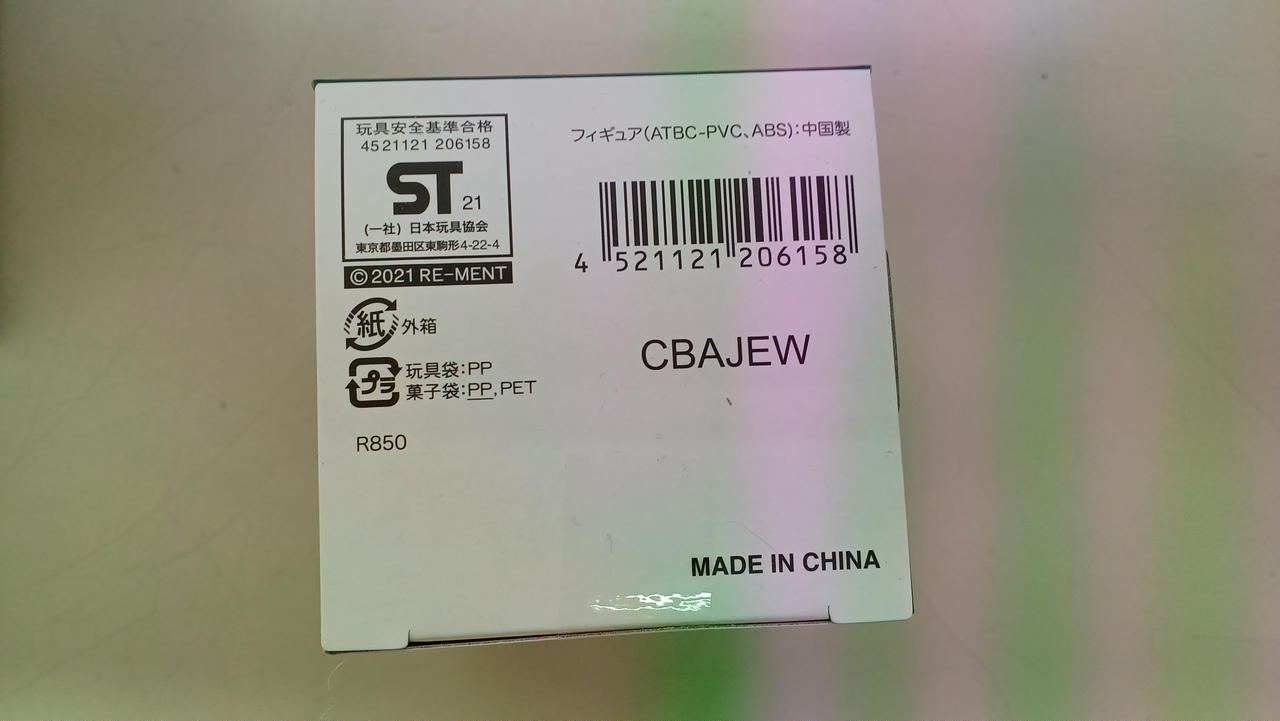 玩具安全基準合格
4521121 206158
ST 21
(一社) 日本玩具協会
東京都墨田区東駒形4-22-4
© 2021 RE-MENT
紙 外箱
プラ 玩具袋:PP
菓子袋:PP,PET
R850
フィギュア(ATBC-PVC、ABS):中国製
4 521121 206158
CBAJEW
MADE IN CHINA